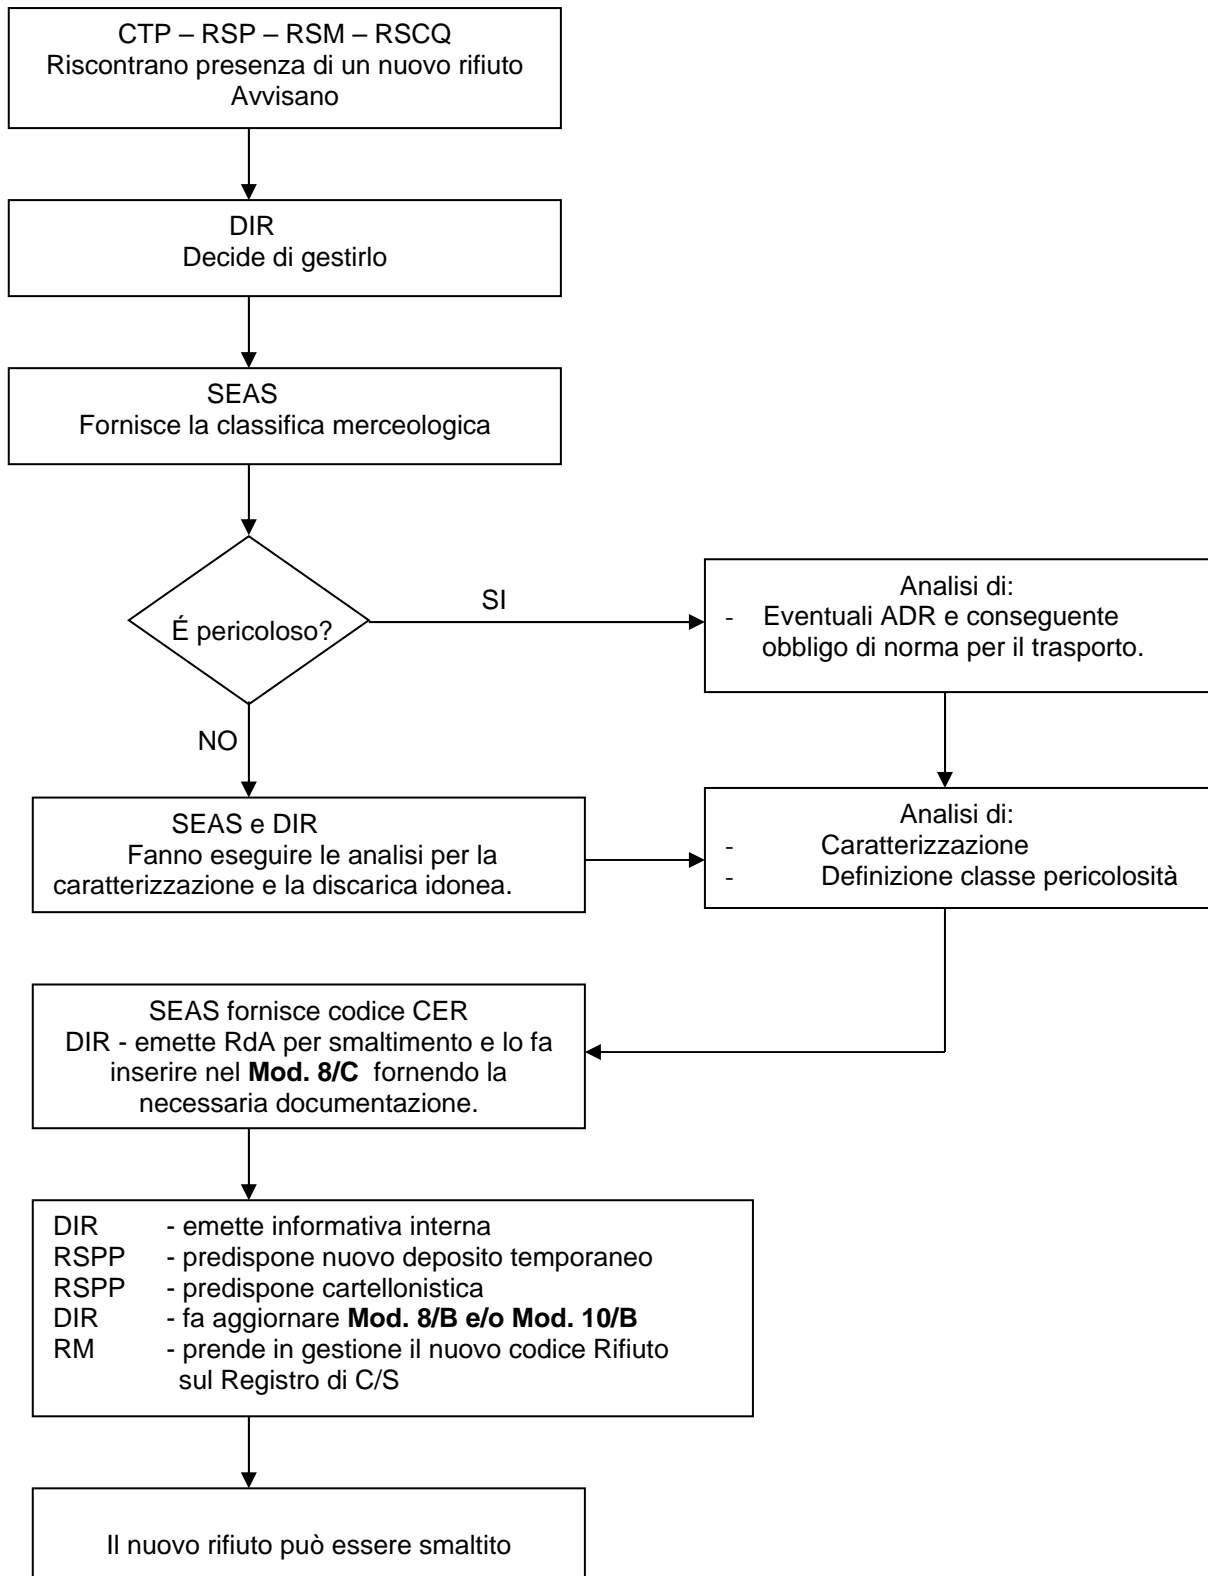 CTP – RSP – RSM – RSCQ
Riscontrano presenza di un nuovo rifiuto
Avvisano
DIR
Decide di gestirlo
SEAS
Fornisce la classifica merceologica
É pericoloso?
SI
Analisi di:
- Eventuali ADR e conseguente
obbligo di norma per il trasporto.
NO
SEAS e DIR
Fanno eseguire le analisi per la
caratterizzazione e la discarica idonea.
Analisi di:
- Caratterizzazione
- Definizione classe pericolosità
SEAS fornisce codice CER
DIR - emette RdA per smaltimento e lo fa
inserire nel Mod. 8/C fornendo la
necessaria documentazione.
DIR - emette informativa interna
RSPP - predispone nuovo deposito temporaneo
RSPP - predispone cartellonistica
DIR - fa aggiornare Mod. 8/B e/o Mod. 10/B
RM - prende in gestione il nuovo codice Rifiuto
sul Registro di C/S
Il nuovo rifiuto può essere smaltito